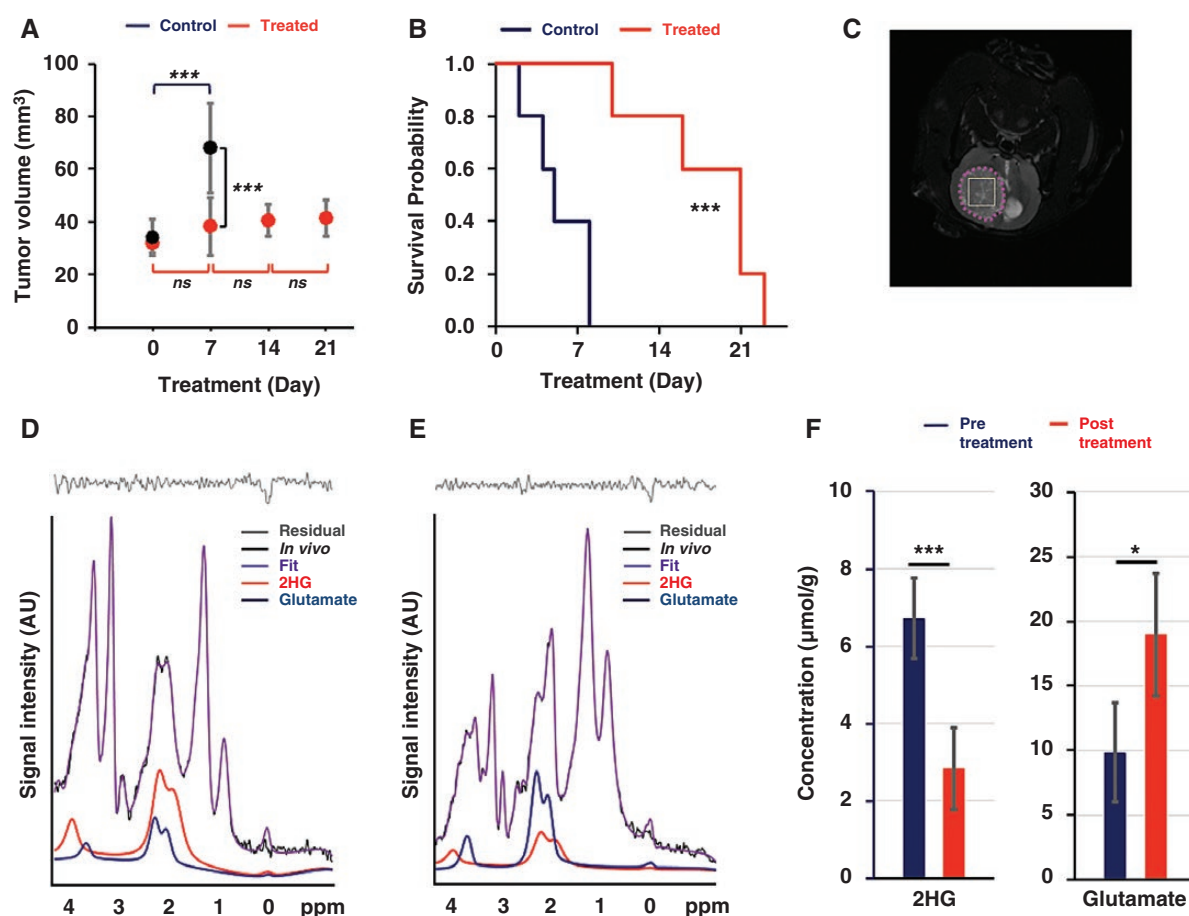 A
Control Treated
Tumor volume (mm³)
100
80
60
40
20
0
***
***
ns ns ns
0 7 14 21
Treatment (Day)
B
Control Treated
Survival Probability
1.0
0.8
0.6
0.4
0.2
0.0
***
0 7 14 21
Treatment (Day)
C
D
Signal intensity (AU)
Residual
In vivo
Fit
2HG
Glutamate
4 3 2 1 0 ppm
E
Signal intensity (AU)
Residual
In vivo
Fit
2HG
Glutamate
4 3 2 1 0 ppm
F
Pre treatment
Post treatment
Concentration (µmol/g)
10
8
6
4
2
0
***
2HG
30
25
20
15
10
5
0
*
Glutamate